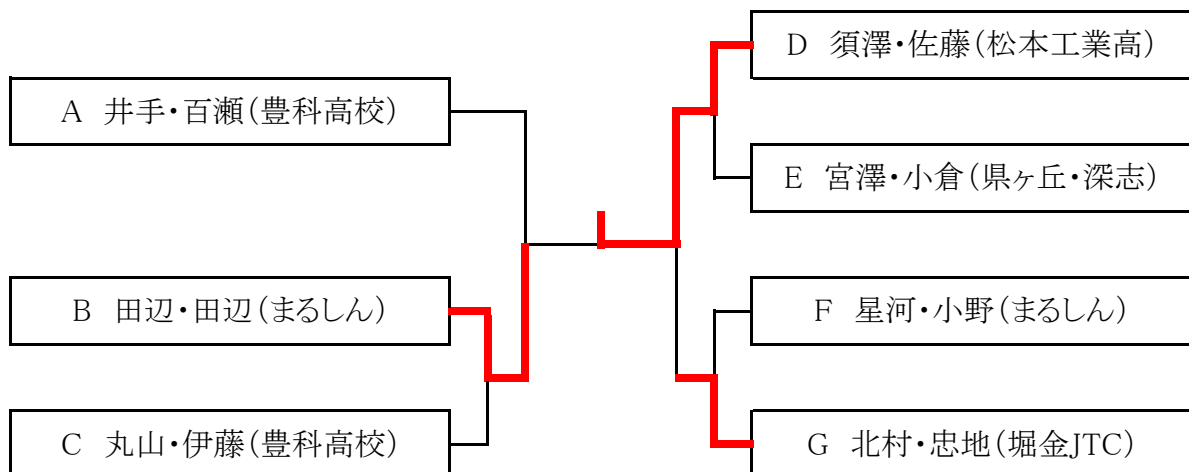 A 井手・百瀬(豊科高校)
B 田辺・田辺(まるしん)
C 丸山・伊藤(豊科高校)
D 須澤・佐藤(松本工業高)
E 宮澤・小倉(県ヶ丘・深志)
F 星河・小野(まるしん)
G 北村・忠地(堀金JTC)